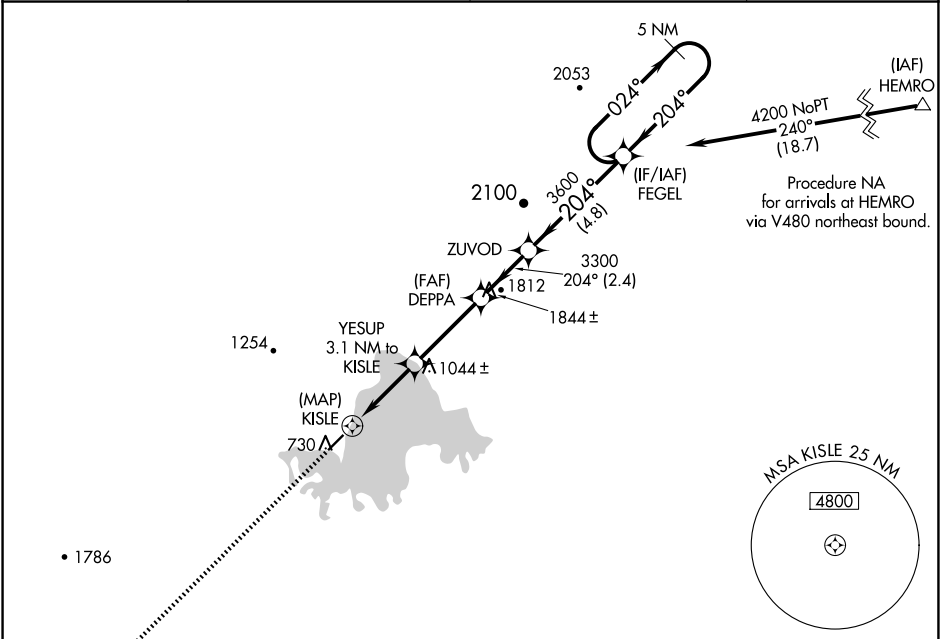 5 NM
2053
(IAF)
HEMRO
024°
204°
4200 NoPT
240°
(18.7)
(IF/IAF)
FEGEL
Procedure NA
for arrivals at HEMRO
via V480 northeast bound.
3600
204°
(4.8)
2100
ZUVOD
3300
204° (2.4)
(FAF)
DEPPA
1812
1844±
YESUP
3.1 NM to
KISLE
1254
1044±
(MAP)
KISLE
730
MSA KISLE 25 NM
4800
1786